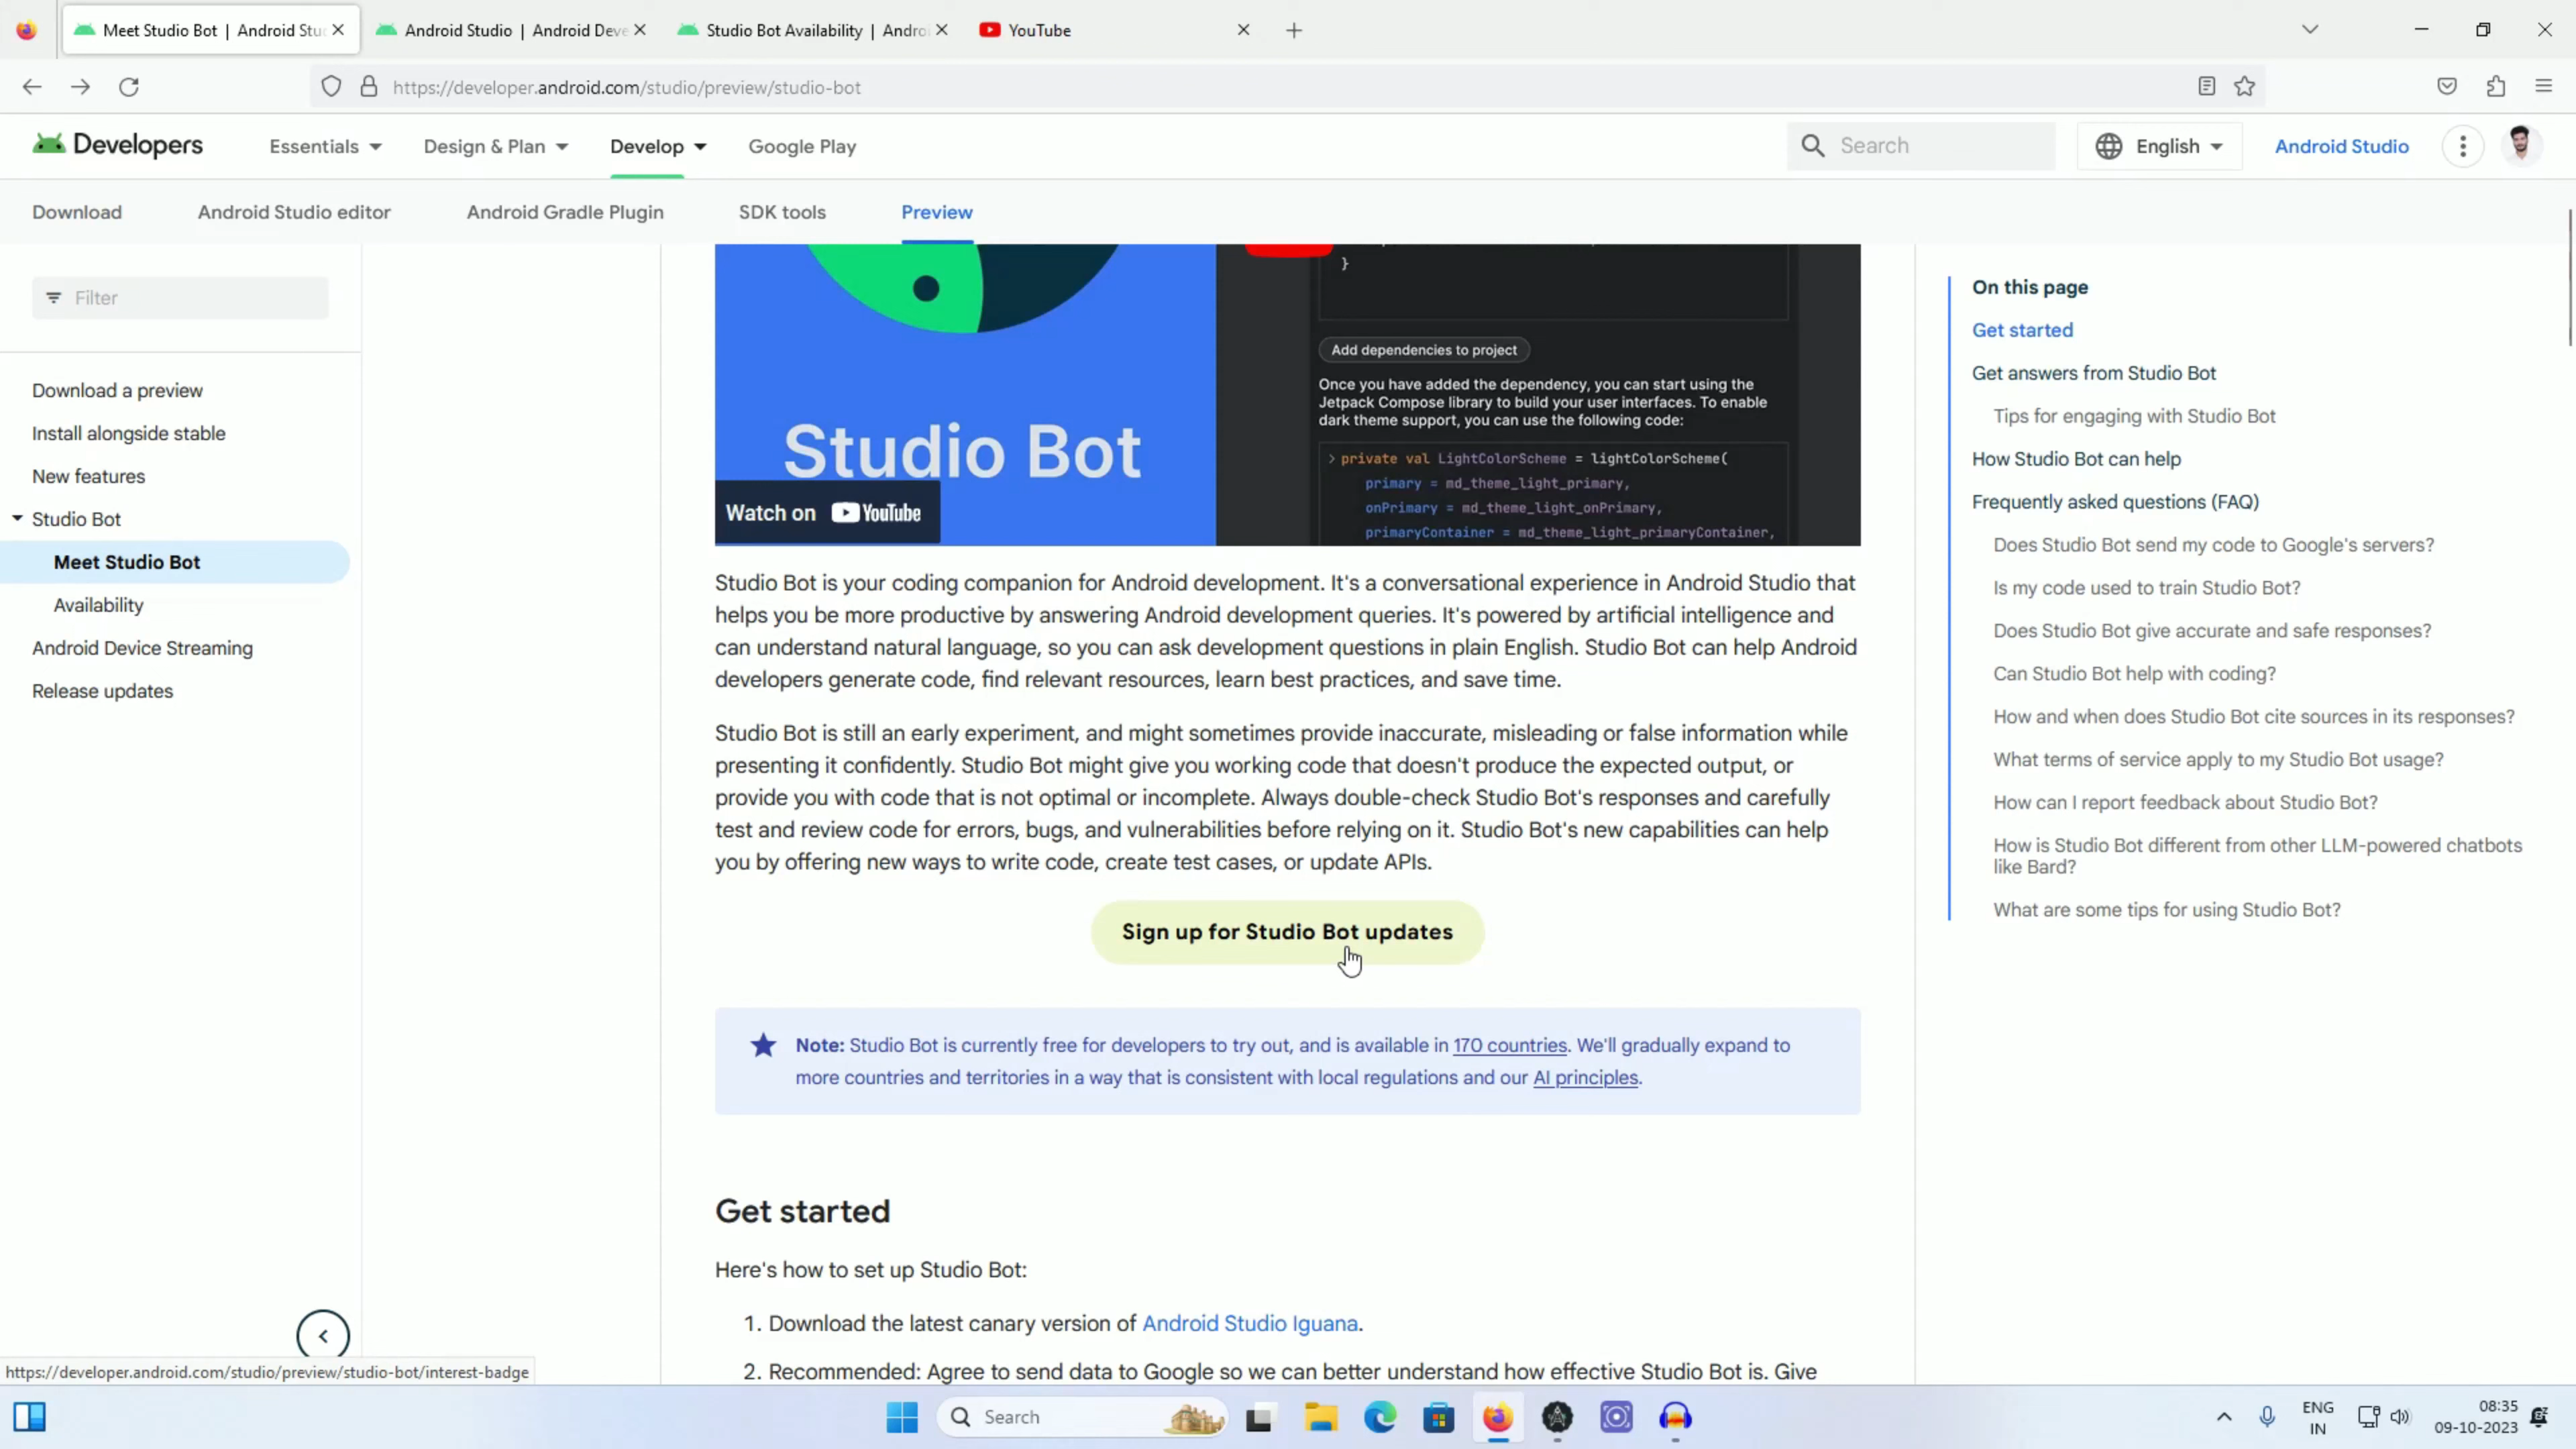 Meet Studio Bot | Android Stu
Android Studio | Android Deve
Studio Bot Availability | Andro
YouTube
https://developer.android.com/studio/preview/studio-bot
Developers
Essentials
Design & Plan
Develop
Google Play
Search
English
Android Studio
Download
Android Studio editor
Android Gradle Plugin
SDK tools
Preview
Filter
Download a preview
Install alongside stable
New features
Studio Bot
Meet Studio Bot
Availability
Android Device Streaming
Release updates
Studio Bot
Watch on YouTube
}
Add dependencies to project
Once you have added the dependency, you can start using the
Jetpack Compose library to build your user interfaces. To enable
dark theme support, you can use the following code:
> private val LightColorScheme = lightColorScheme(
primary = md_theme_light_primary,
onPrimary = md_theme_light_onPrimary,
primaryContainer = md_theme_light_primaryContainer,
Studio Bot is your coding companion for Android development. It's a conversational experience in Android Studio that
helps you be more productive by answering Android development queries. It's powered by artificial intelligence and
can understand natural language, so you can ask development questions in plain English. Studio Bot can help Android
developers generate code, find relevant resources, learn best practices, and save time.
Studio Bot is still an early experiment, and might sometimes provide inaccurate, misleading or false information while
presenting it confidently. Studio Bot might give you working code that doesn't produce the expected output, or
provide you with code that is not optimal or incomplete. Always double-check Studio Bot's responses and carefully
test and review code for errors, bugs, and vulnerabilities before relying on it. Studio Bot's new capabilities can help
you by offering new ways to write code, create test cases, or update APIs.
Sign up for Studio Bot updates
Note: Studio Bot is currently free for developers to try out, and is available in 170 countries. We'll gradually expand to
more countries and territories in a way that is consistent with local regulations and our AI principles.
Get started
Here's how to set up Studio Bot:
1. Download the latest canary version of Android Studio Iguana.
2. Recommended: Agree to send data to Google so we can better understand how effective Studio Bot is. Give
On this page
Get started
Get answers from Studio Bot
Tips for engaging with Studio Bot
How Studio Bot can help
Frequently asked questions (FAQ)
Does Studio Bot send my code to Google's servers?
Is my code used to train Studio Bot?
Does Studio Bot give accurate and safe responses?
Can Studio Bot help with coding?
How and when does Studio Bot cite sources in its responses?
What terms of service apply to my Studio Bot usage?
How can I report feedback about Studio Bot?
How is Studio Bot different from other LLM-powered chatbots
like Bard?
What are some tips for using Studio Bot?
https://developer.android.com/studio/preview/studio-bot/interest-badge
Search
ENG
IN
08:35
09-10-2023